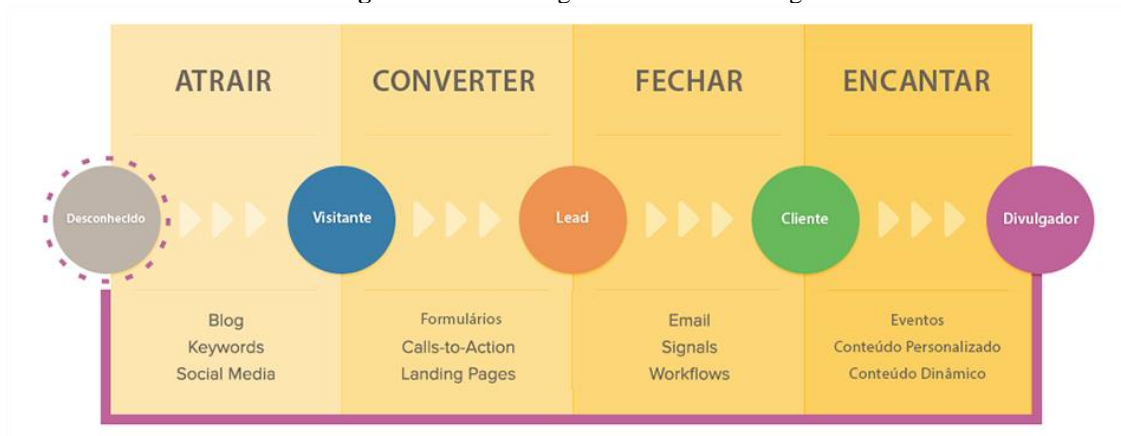 ATRAIR
CONVERTER
FECHAR
ENCANTAR
Desconhecido
Visitante
Lead
Cliente
Divulgador
Blog
Keywords
Social Media
Formulários
Calls-to-Action
Landing Pages
Email
Signals
Workflows
Eventos
Conteúdo Personalizado
Conteúdo Dinâmico